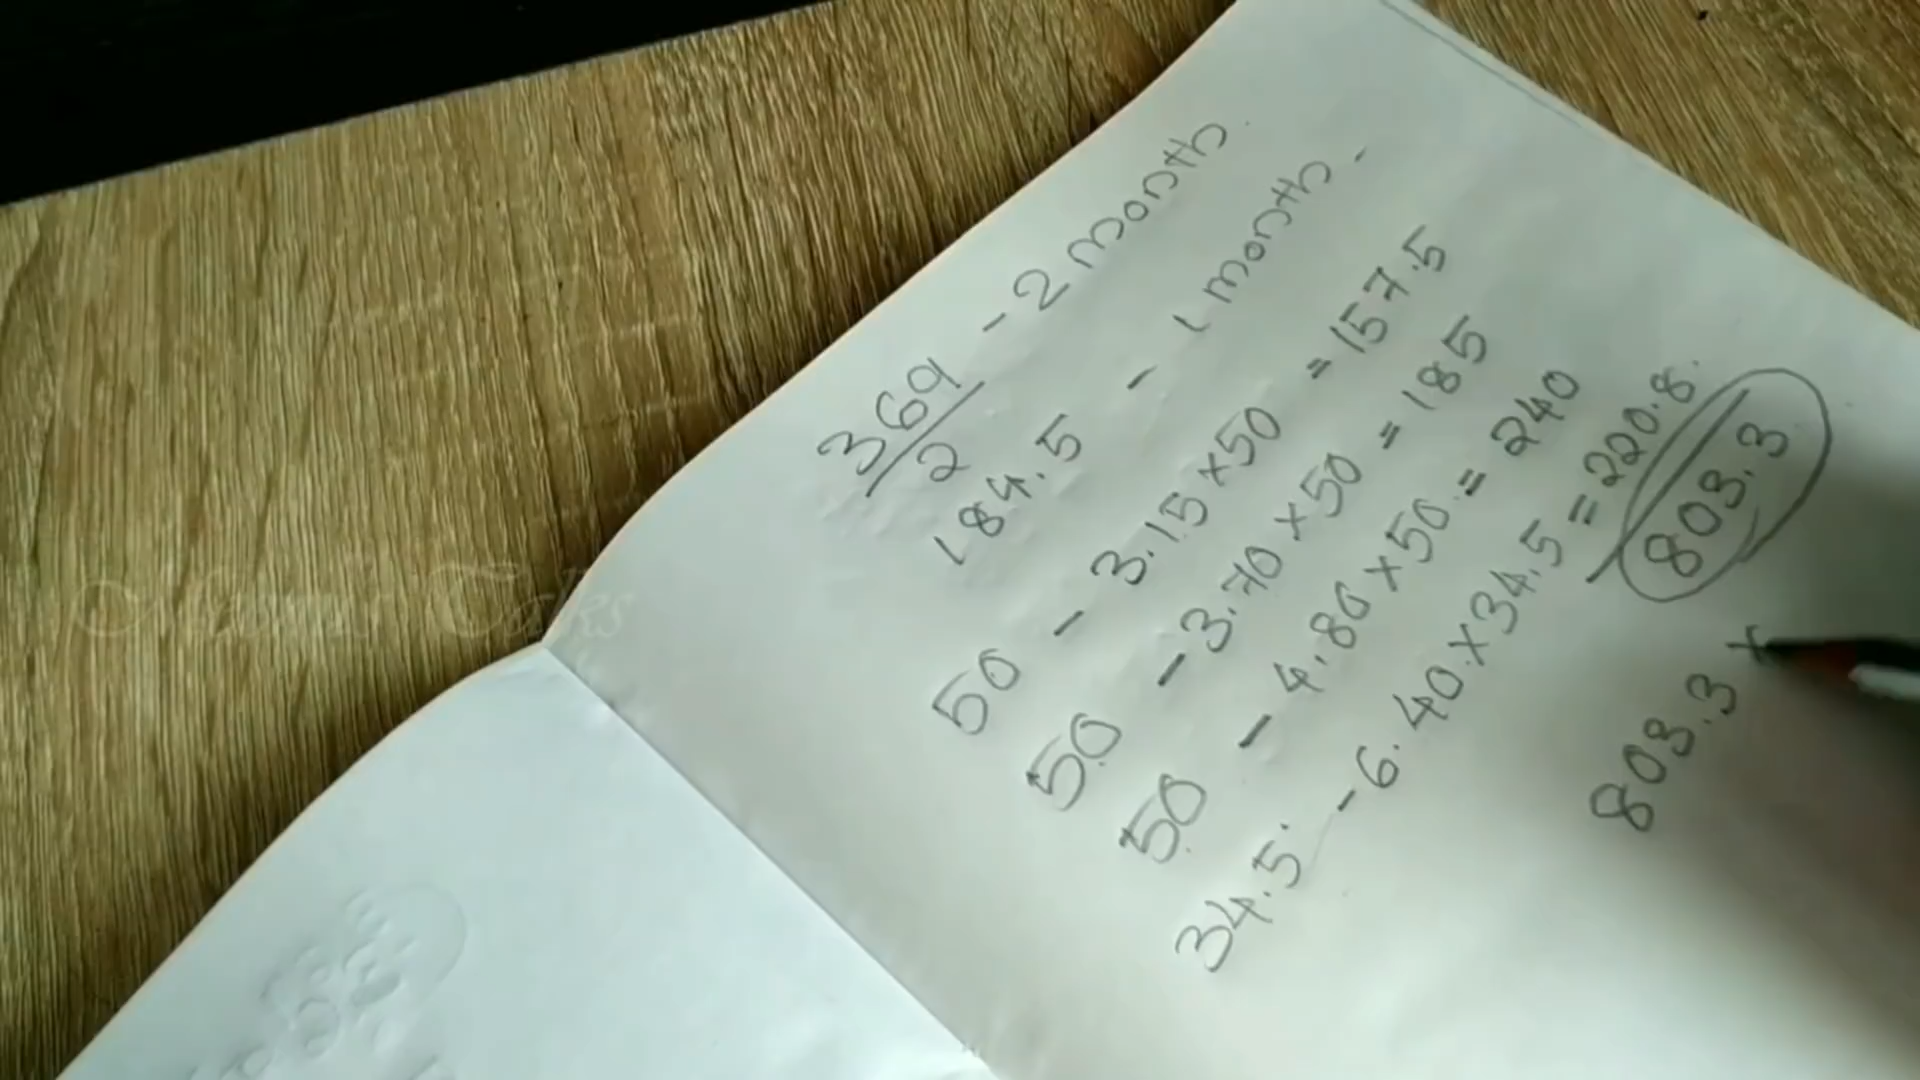 369 - 2 month
2
184.5 - 1 month -
50 - 3.15 x 50 = 157.5
50 - 3.70 x 50 = 185
50 - 4.80 x 50 = 240
34.5 - 6.40 x 34.5 = 220.8
803.3
803.3 x